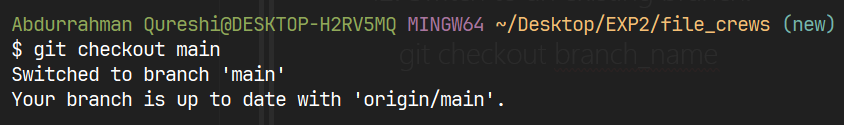 Abdurrahman Qureshi@DESKTOP-H2RV5MQ MINGW64 ~/Desktop/EXP2/file_crews (new)
$ git checkout main
git checkout branch_name
Switched to branch 'main'
Your branch is up to date with 'origin/main'.